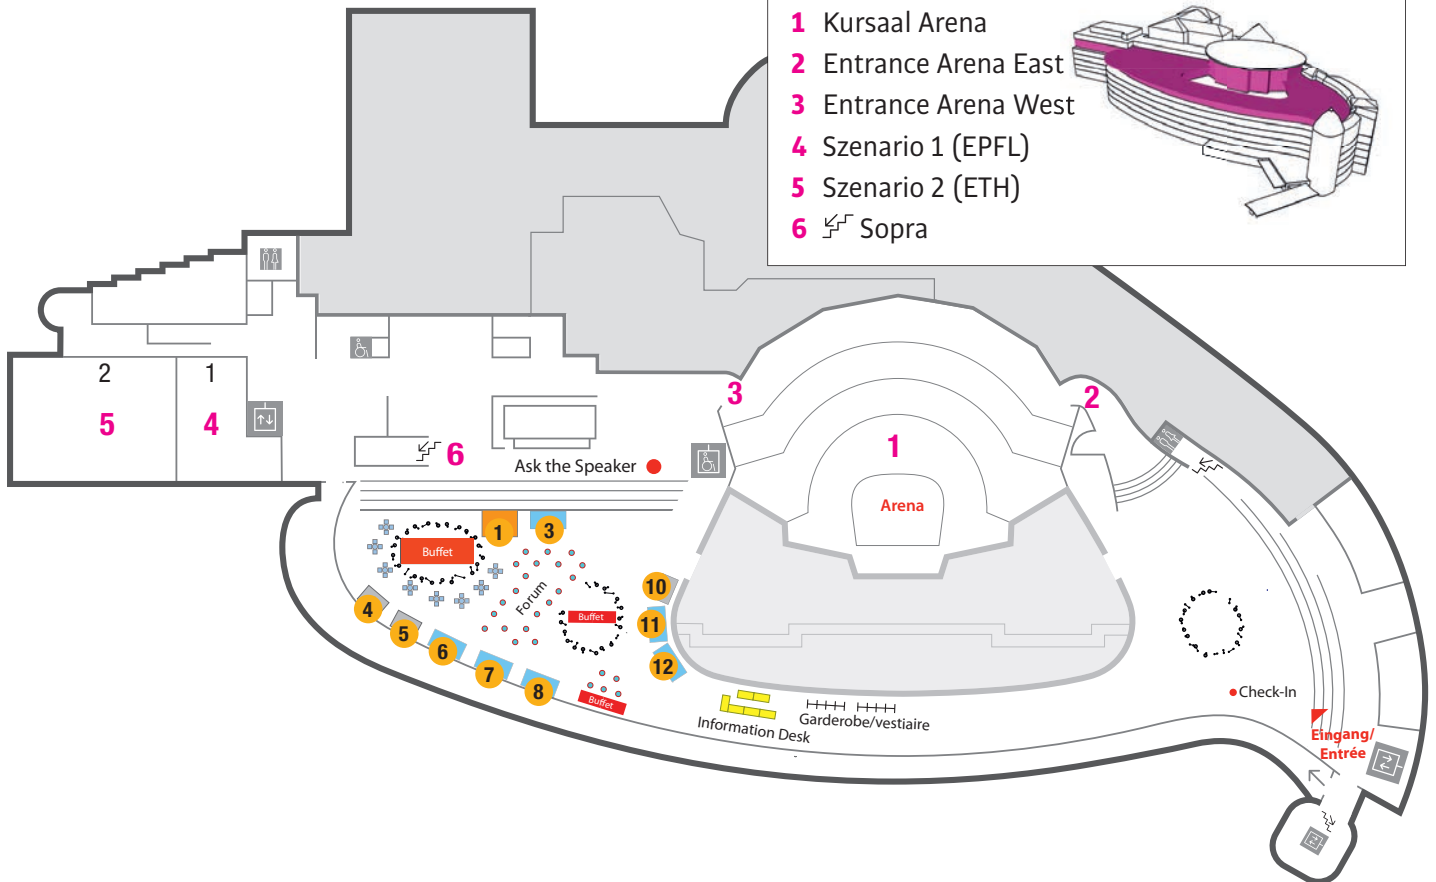 1 Kursaal Arena
2 Entrance Arena East
3 Entrance Arena West
4 Szenario 1 (EPFL)
5 Szenario 2 (ETH)
6 Sopra
2
1
5
4
3
2
6
1
Ask the Speaker
Arena
1
3
Buffet
Forum
10
4
Buffet
11
5
6
12
7
8
Buffet
Check-In
Information Desk
Garderobe/vestiaire
Eingang/
Entrée